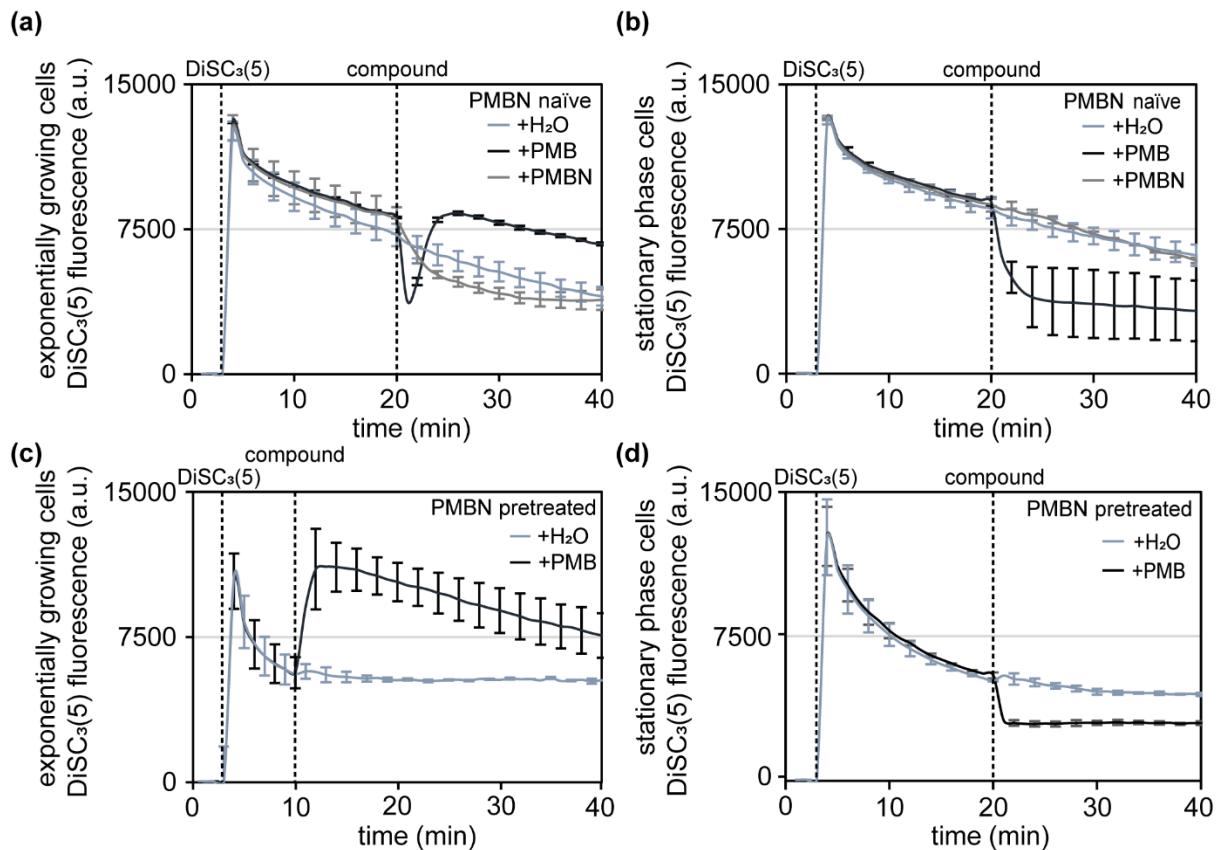 (a)
DiSC₃(5)
compound
exponentially growing cells
DiSC₃(5) fluorescence (a.u.)
15000
7500
0
PMBN naïve
+H₂O
+PMB
+PMBN
0
10
20
30
40
time (min)
(b)
DiSC₃(5)
compound
stationary phase cells
DiSC₃(5) fluorescence (a.u.)
15000
7500
0
PMBN naïve
+H₂O
+PMB
+PMBN
0
10
20
30
40
time (min)
(c)
compound
DiSC₃(5)
exponentially growing cells
DiSC₃(5) fluorescence (a.u.)
15000
7500
0
PMBN pretreated
+H₂O
+PMB
0
10
20
30
40
time (min)
(d)
DiSC₃(5)
compound
stationary phase cells
DiSC₃(5) fluorescence (a.u.)
15000
7500
0
PMBN pretreated
+H₂O
+PMB
0
10
20
30
40
time (min)